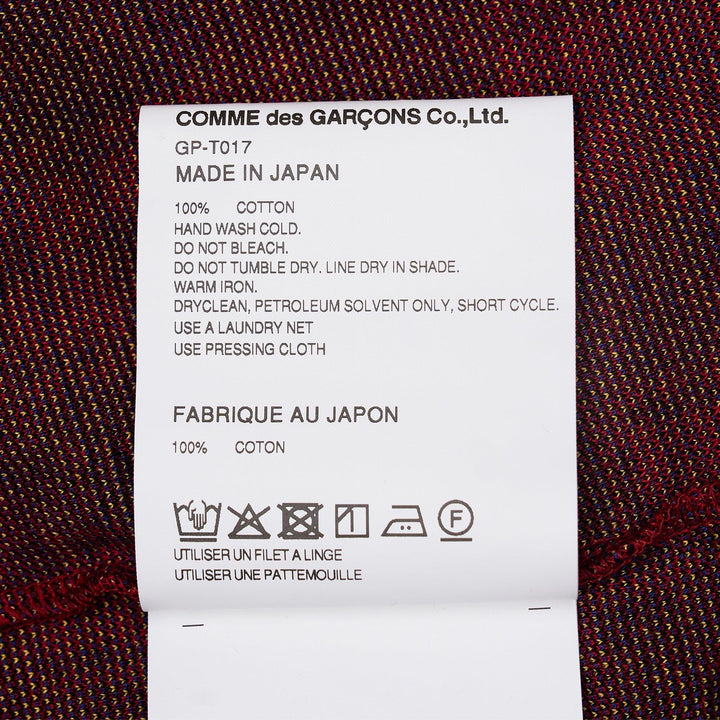 COMME des GARÇONS Co.,Ltd.
GP-T017
MADE IN JAPAN
100% COTTON
HAND WASH COLD.
DO NOT BLEACH.
DO NOT TUMBLE DRY. LINE DRY IN SHADE.
WARM IRON.
DRYCLEAN, PETROLEUM SOLVENT ONLY, SHORT CYCLE.
USE A LAUNDRY NET
USE PRESSING CLOTH
FABRIQUE AU JAPON
100% COTON
F
UTILISER UN FILET A LINGE
UTILISER UNE PATTEMOUILLE